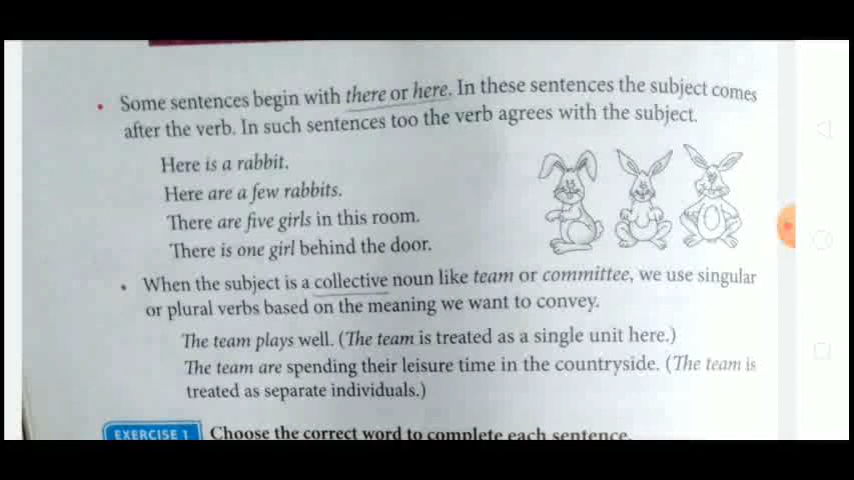 Some sentences begin with there or here. In these sentences the subject comes
after the verb. In such sentences too the verb agrees with the subject.
Here is a rabbit.
Here are a few rabbits.
There are five girls in this room.
There is one girl behind the door.
When the subject is a collective noun like team or committee, we use singular
or plural verbs based on the meaning we want to convey.
The team plays well. (The team is treated as a single unit here.)
The team are spending their leisure time in the countryside. (The team is
treated as separate individuals.)
EXERCISE 1 Choose the correct word to complete each sentence.